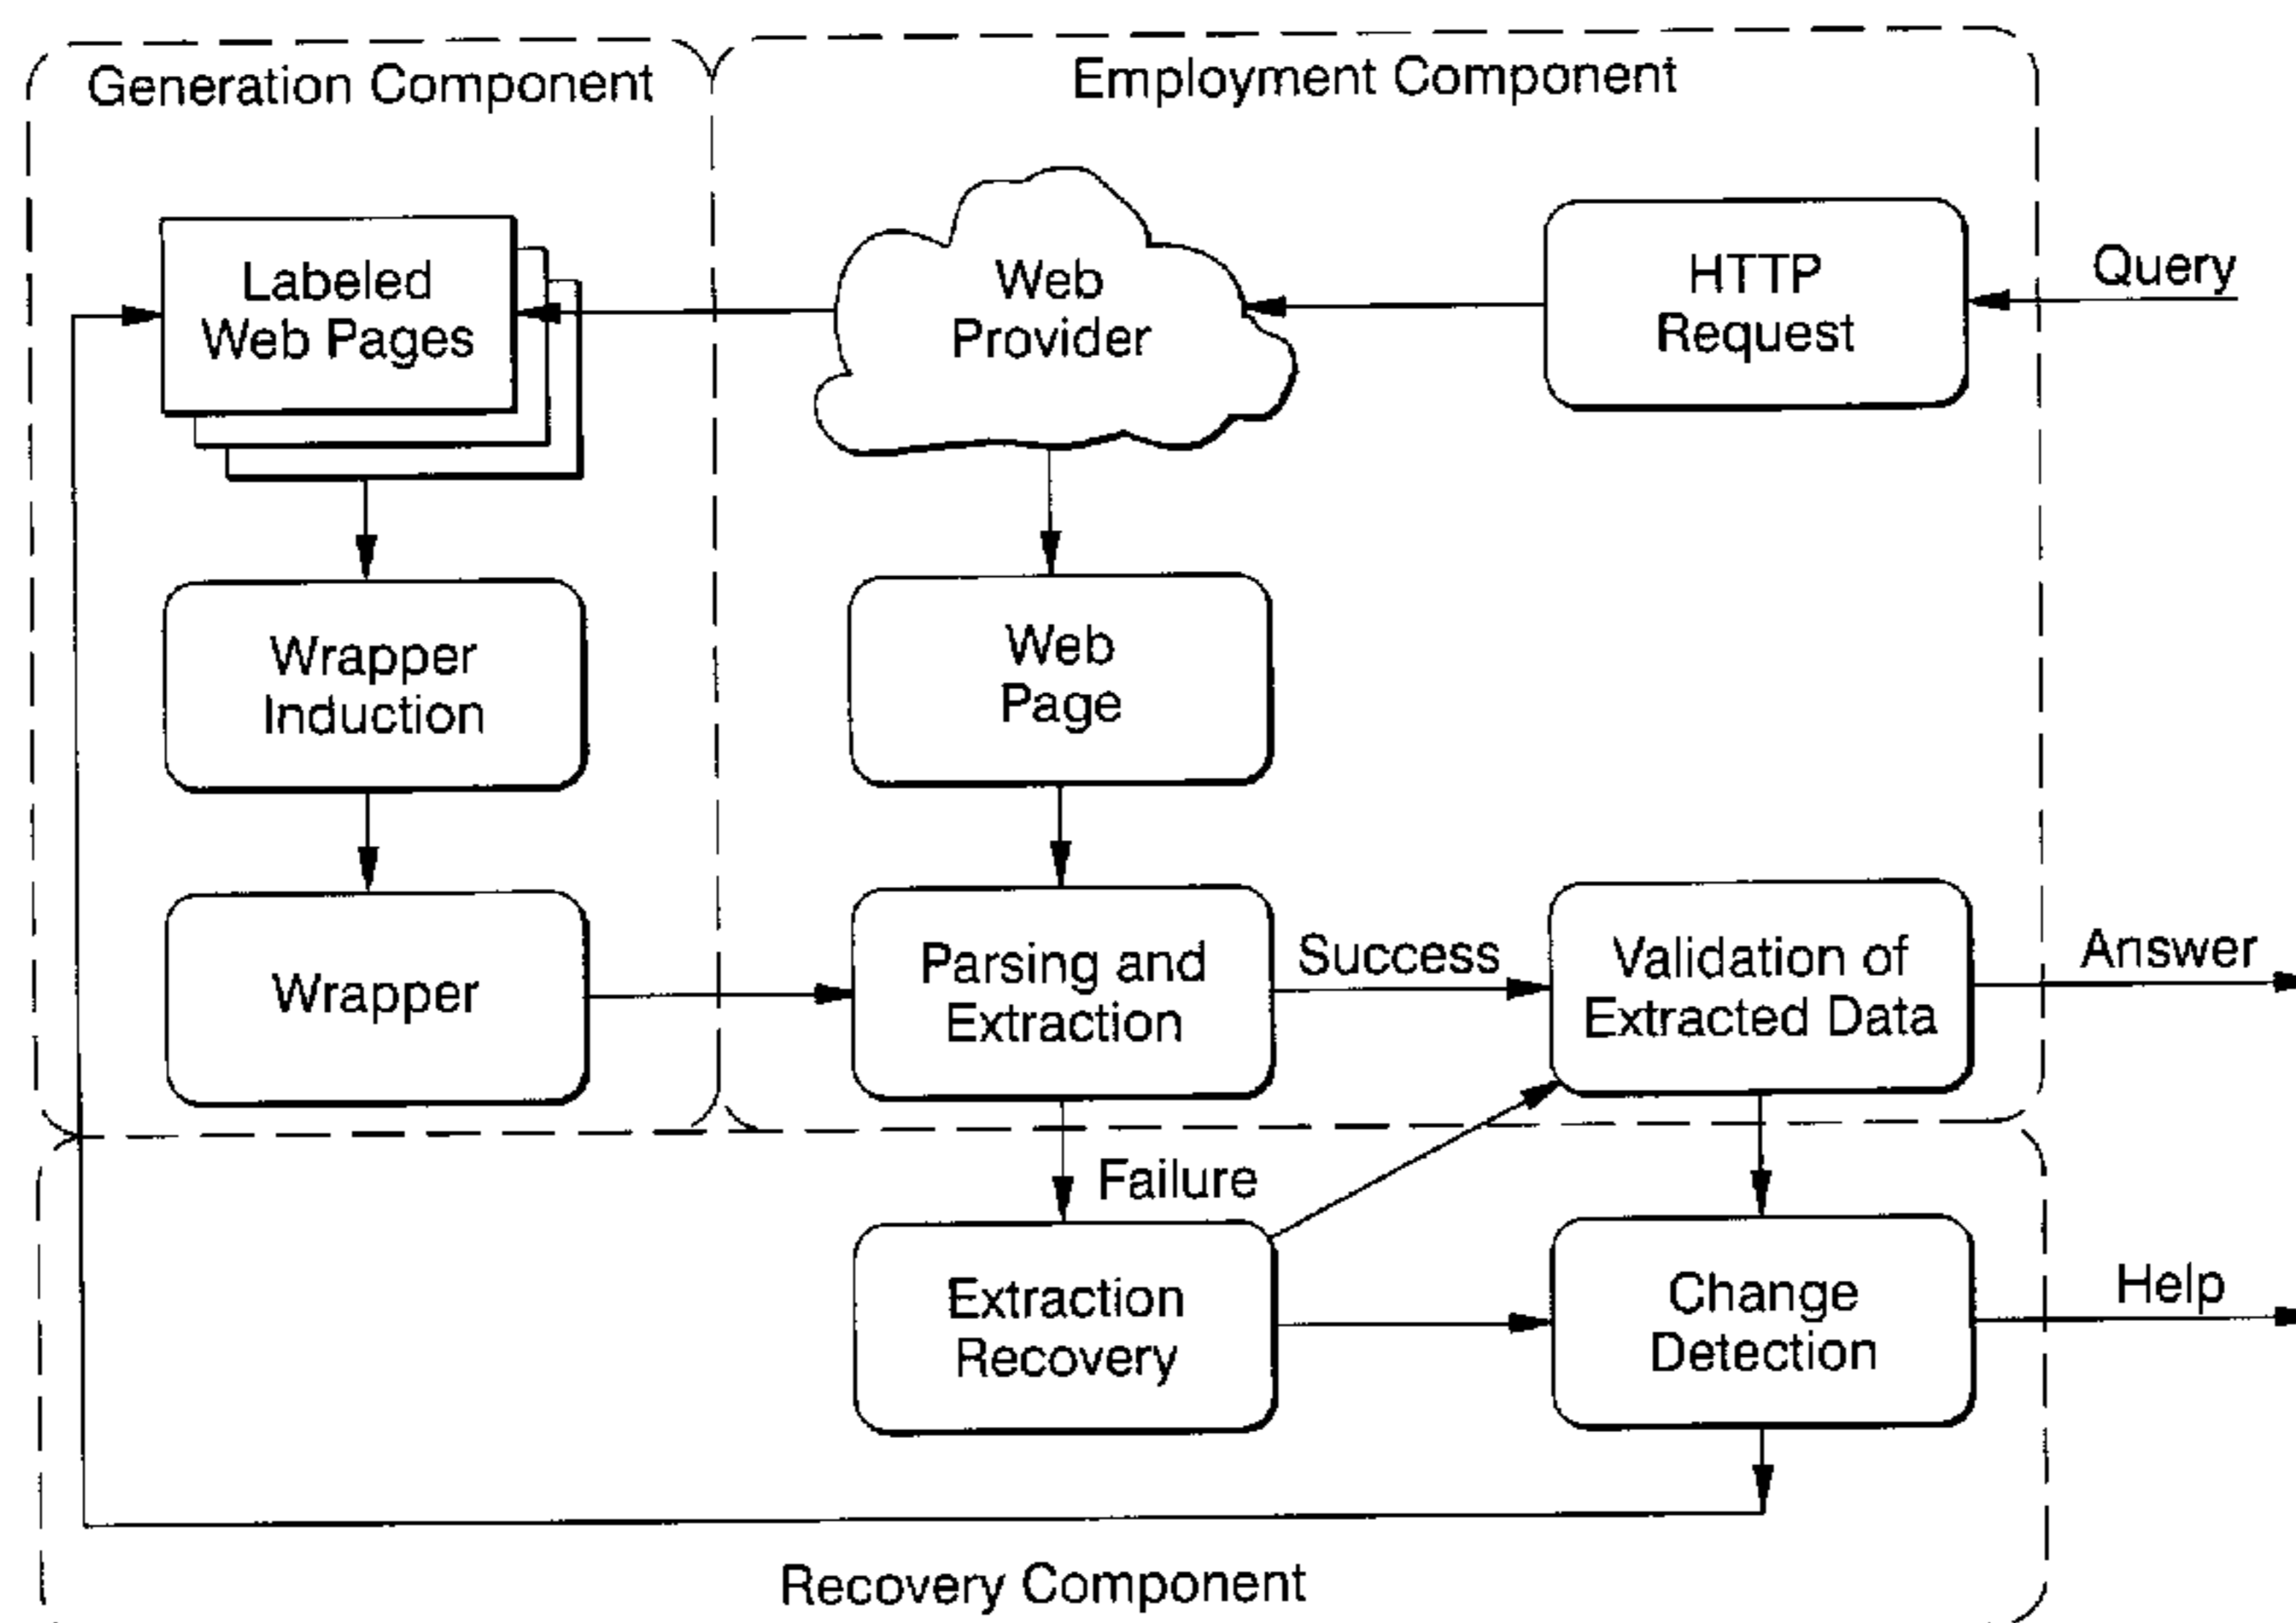 Generation Component
Employment Component
Labeled
Web Pages
Web
Provider
HTTP
Request
Query
Wrapper
Induction
Web
Page
Wrapper
Parsing and
Extraction
Success
Validation of
Extracted Data
Answer
Failure
Extraction
Recovery
Change
Detection
Help
Recovery Component